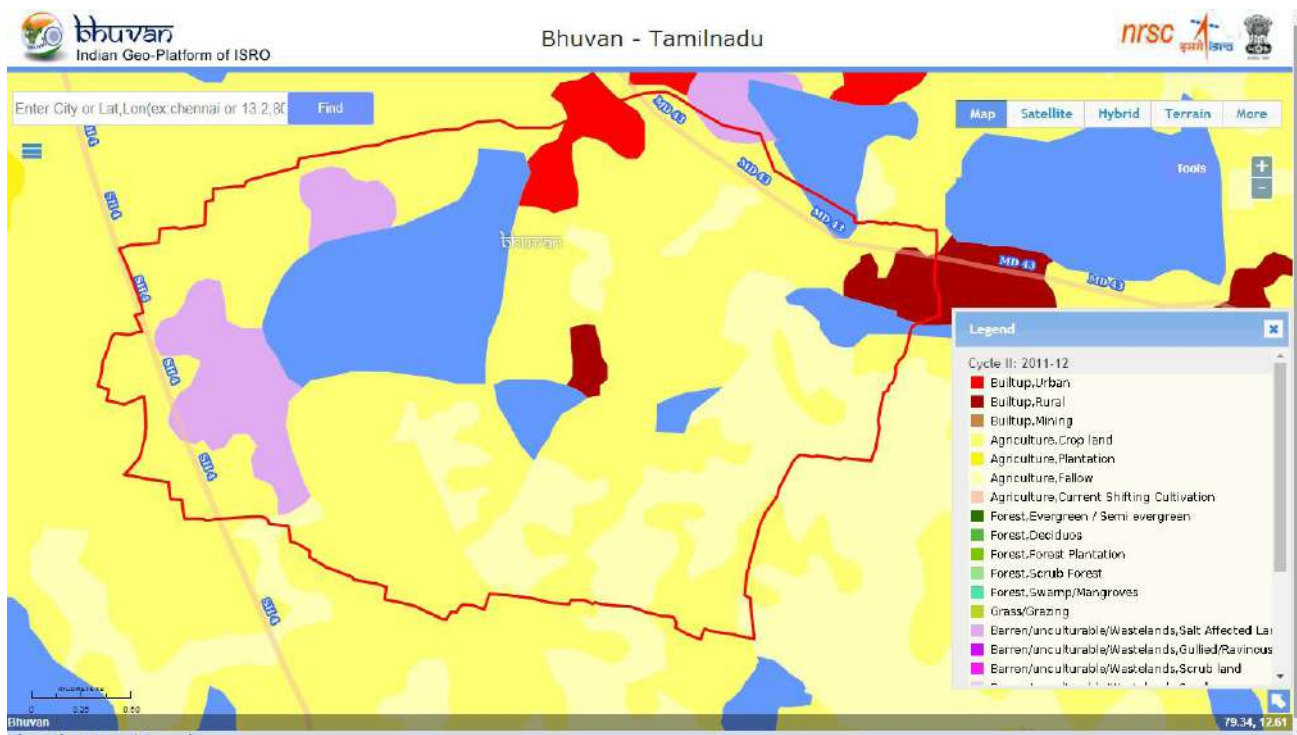 bhuvan
Indian Geo-Platform of ISRO
Bhuvan - Tamilnadu
nrsc
इसरो isro
Enter City or Lat,Lon(ex:chennai or 13.2,80
Find
Map
Satellite
Hybrid
Terrain
More
Tools
+
-
MD 43
MD 43
MD 43
MD 43
MD 43
SH 4
SH 4
SH 4
SH 4
SH 4
SH 4
bhuvan
Legend
Cycle II: 2011-12
Builtup,Urban
Builtup,Rural
Builtup,Mining
Agriculture,Crop land
Agriculture,Plantation
Agriculture,Fallow
Agriculture,Current Shifting Cultivation
Forest,Evergreen / Semi evergreen
Forest,Deciduos
Forest,Forest Plantation
Forest,Scrub Forest
Forest,Swamp/Mangroves
Grass/Grazing
Barren/unculturable/Wastelands,Salt Affected Lan
Barren/unculturable/Wastelands,Gullied/Ravinous
Barren/unculturable/Wastelands,Scrub land
0 0.25 0.50
Bhuvan
79.34, 12.61